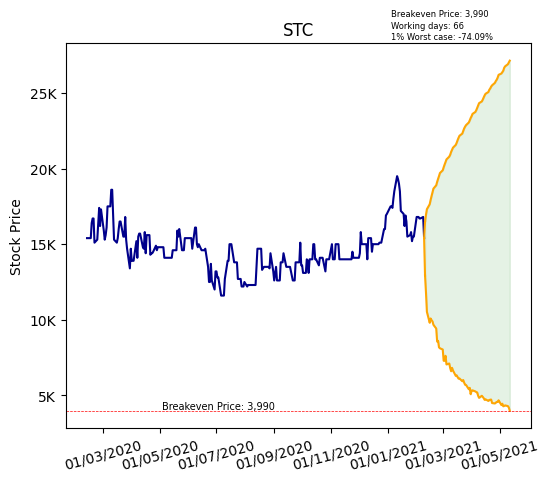 Breakeven Price: 3,990
Working days: 66
1% Worst case: -74.09%
STC
Stock Price
25K
20K
15K
10K
5K
Breakeven Price: 3,990
01/03/2020
01/05/2020
01/07/2020
01/09/2020
01/11/2020
01/01/2021
01/03/2021
01/05/2021